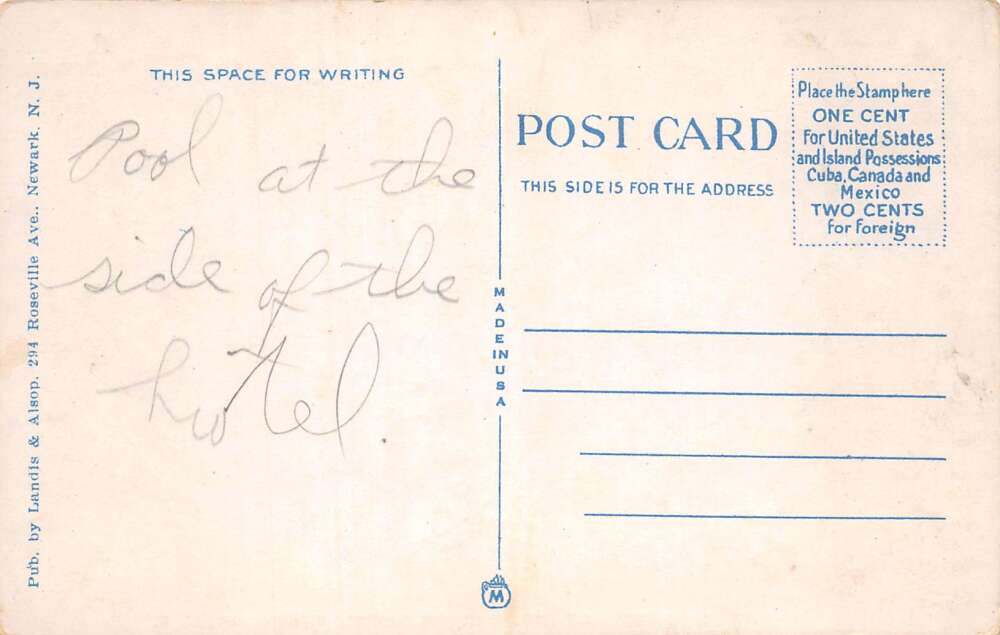 Pub. by Landis & Alsop. 294 Roseville Ave., Newark, N. J.
THIS SPACE FOR WRITING
Pool at the
side of the
hotel.
MADE IN USA
M
POST CARD
THIS SIDE IS FOR THE ADDRESS
Place the Stamp here
ONE CENT
For United States
and Island Possessions
Cuba, Canada and
Mexico
TWO CENTS
for Foreign